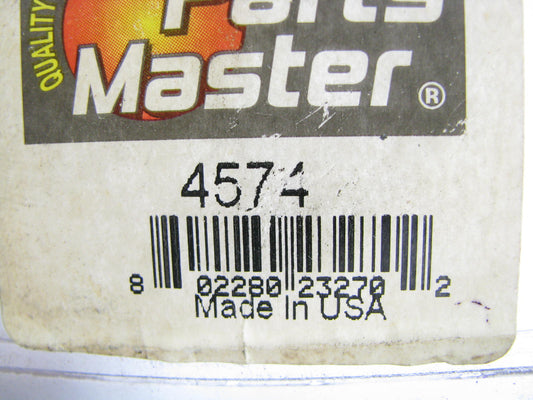 QUALITY
Parts
Master®
4574
8 02280 23270 2
Made In USA